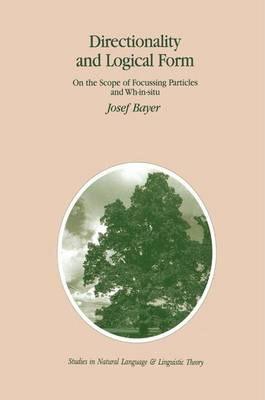 Directionality
and Logical Form
On the Scope of Focussing Particles
and Wh-in-situ
Josef Bayer
Studies in Natural Language & Linguistic Theory